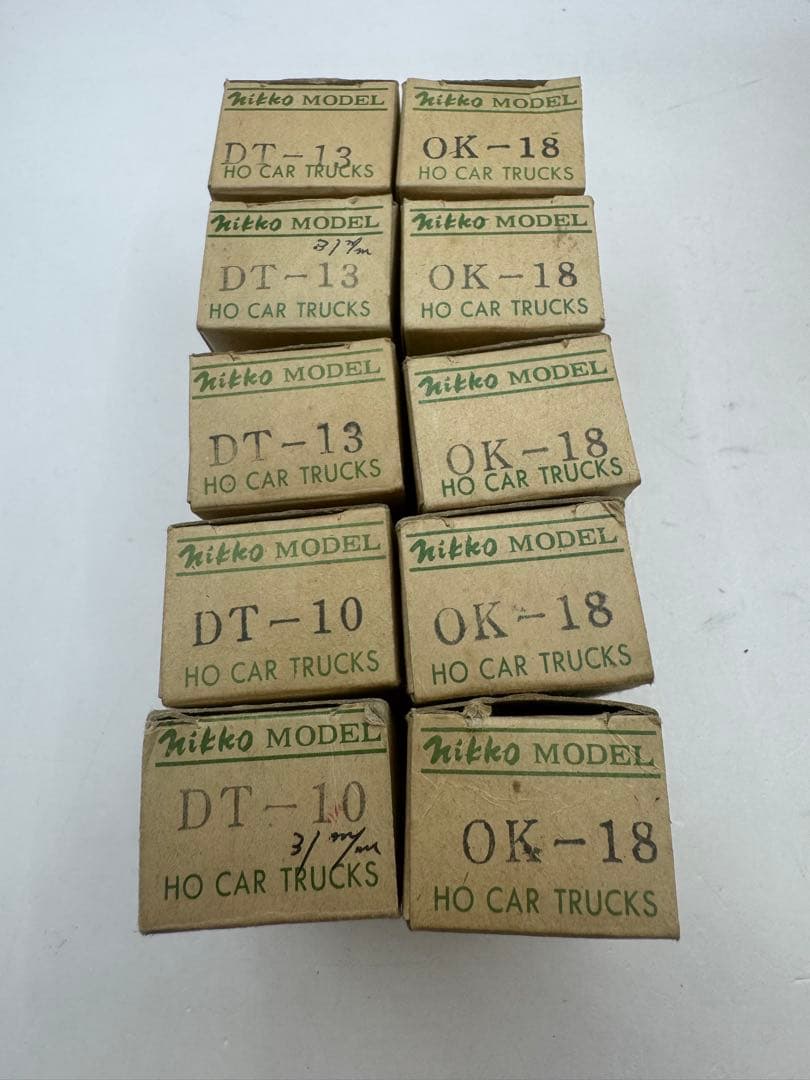 Nikko MODEL
DT-13
HO CAR TRUCKS
Nikko MODEL
OK-18
HO CAR TRUCKS
Nikko MODEL
31 m/m
DT-13
HO CAR TRUCKS
Nikko MODEL
OK-18
HO CAR TRUCKS
Nikko MODEL
DT-13
HO CAR TRUCKS
Nikko MODEL
OK-18
HO CAR TRUCKS
Nikko MODEL
DT-10
HO CAR TRUCKS
Nikko MODEL
OK-18
HO CAR TRUCKS
Nikko MODEL
DT-10
31 m/m
HO CAR TRUCKS
Nikko MODEL
OK-18
HO CAR TRUCKS